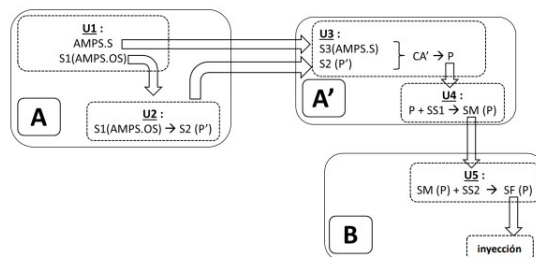 U1 :
AMPS.S
S1(AMPS.OS)
A
U2 :
S1(AMPS.OS) → S2 (P’)
U3 :
S3(AMPS.S)
S2 (P’)
CA’ → P
A’
U4 :
P + SS1 → SM (P)
U5 :
SM (P) + SS2 → SF (P)
B
inyección